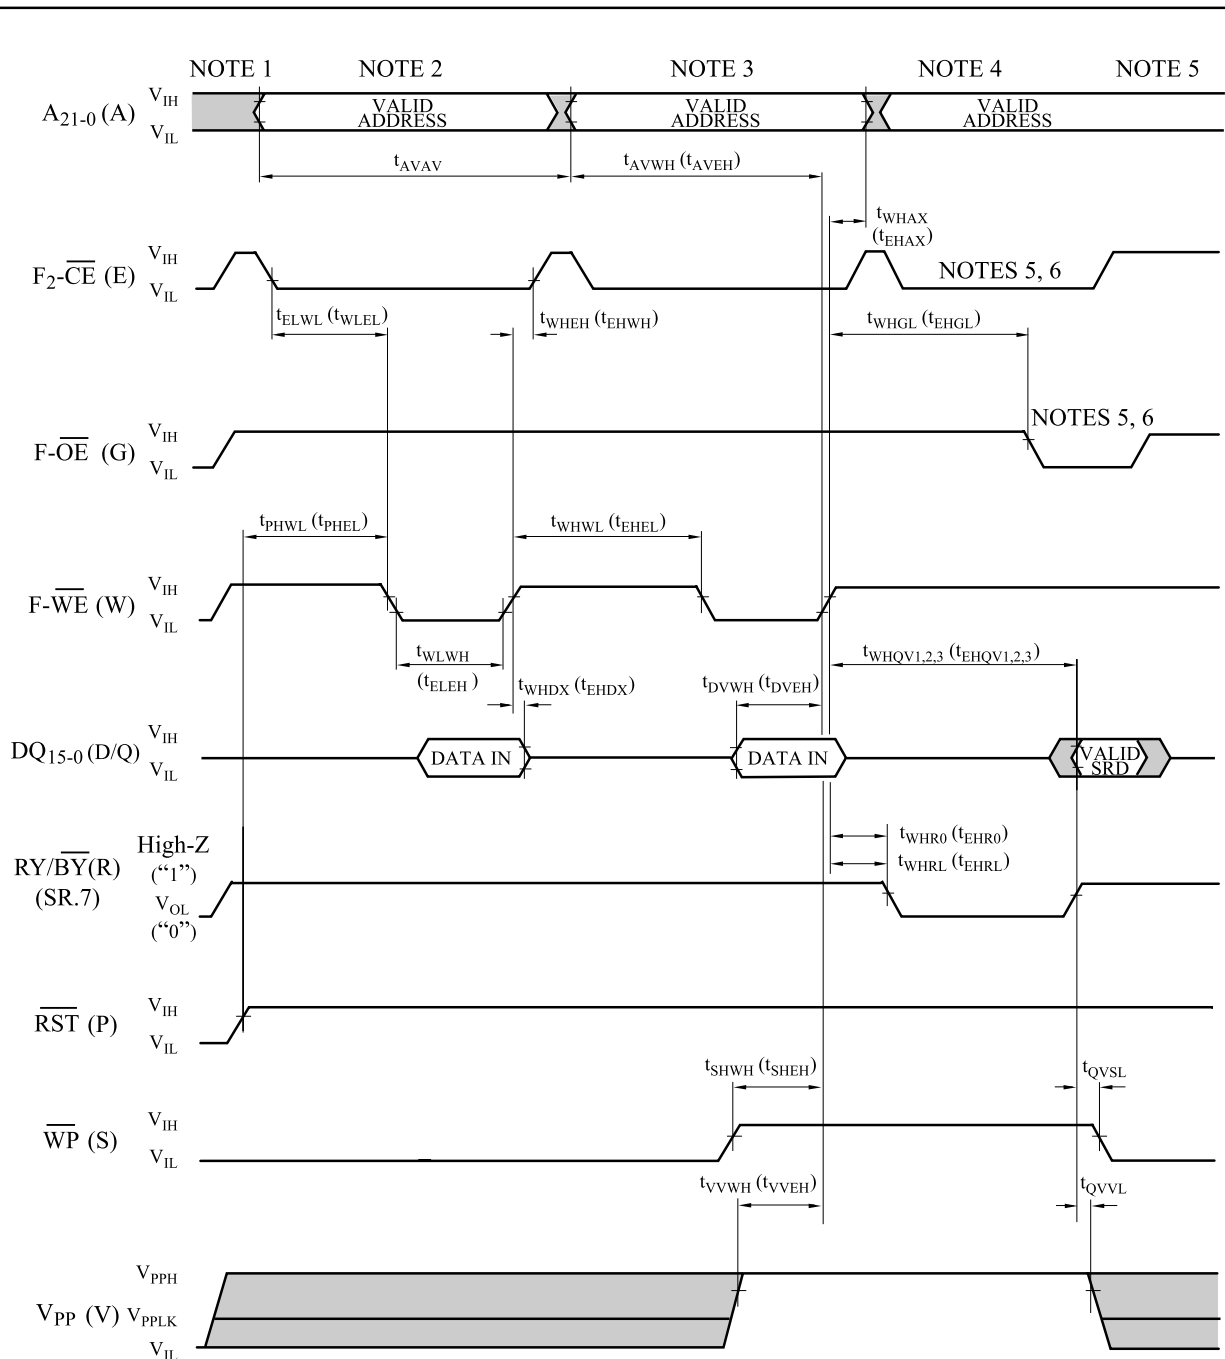 NOTE 1 NOTE 2 NOTE 3 NOTE 4 NOTE 5
A21-0 (A) VIH VIL VALID ADDRESS VALID ADDRESS VALID ADDRESS
tAVAV tAVWH (tAVEH)
tWHAX
(tEHAX)
F2-CE (E) VIH VIL NOTES 5, 6
tELWL (tWLEL) tWHEH (tEHWH) tWHGL (tEHGL)
F-OE (G) VIH VIL NOTES 5, 6
tPHWL (tPHEL) tWHWL (tEHEL)
F-WE (W) VIH VIL
tWLWH
(tELEH ) tWHDX (tEHDX) tDVWH (tDVEH) tWHQV1,2,3 (tEHQV1,2,3)
DQ15-0 (D/Q) VIH VIL DATA IN DATA IN VALID SRD
High-Z
("1")
RY/BY(R)
(SR.7)
VOL
("0")
tWHR0 (tEHR0)
tWHRL (tEHRL)
RST (P) VIH VIL
tSHWH (tSHEH) tQVSL
WP (S) VIH VIL
tVVWH (tVVEH) tQVVL
VPPH
VPP (V) VPPLK
VIL